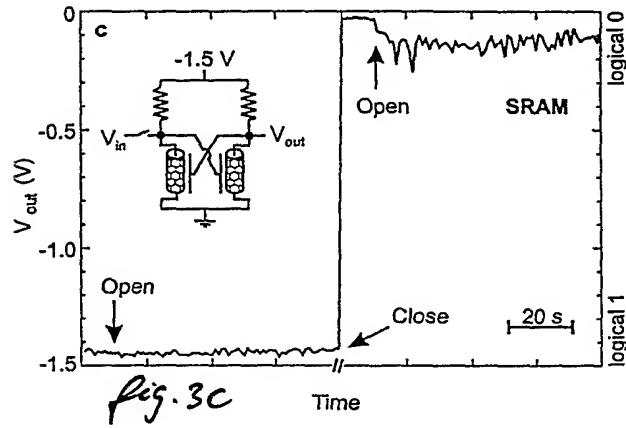 0
c
-1.5 V
logical 0
Open
SRAM
-0.5
V_in
V_out
V_out (V)
-1.0
Open
Close
20 s
logical 1
-1.5
//
fig. 3c
Time